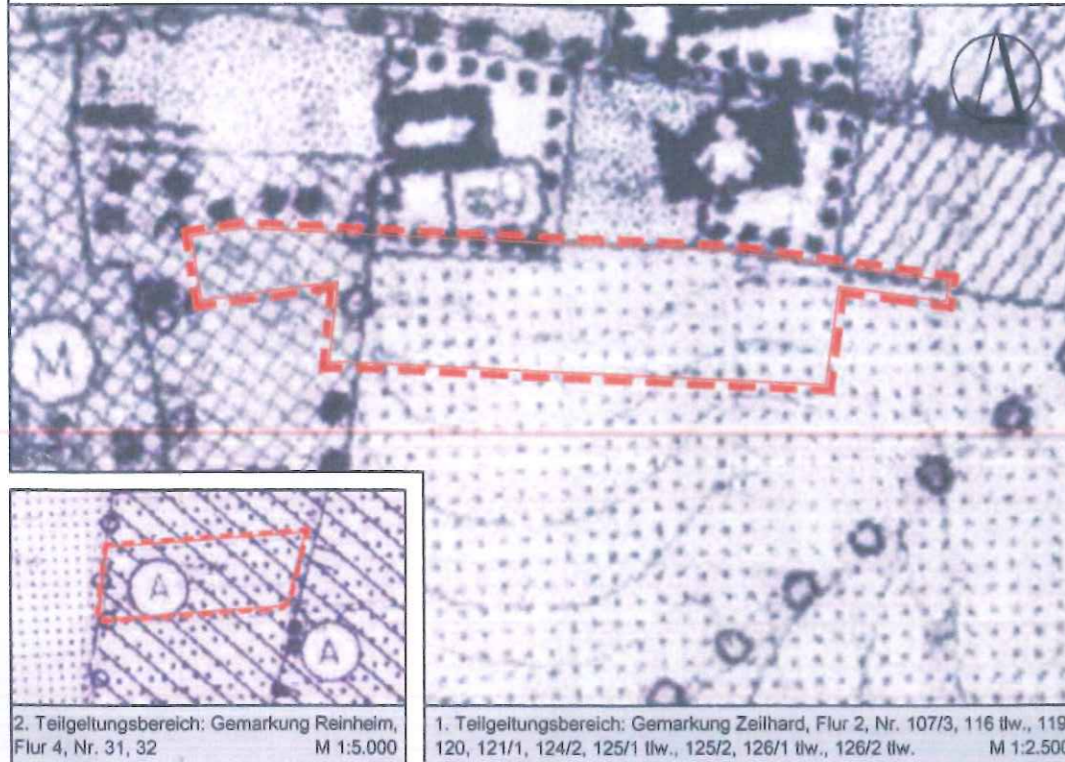 M
A
A
2. Teilgeltungsbereich: Gemarkung Reinheim,
Flur 4, Nr. 31, 32 M 1:5.000
1. Teilgeltungsbereich: Gemarkung Zeilhard, Flur 2, Nr. 107/3, 116 tlw., 119
120, 121/1, 124/2, 125/1 tlw., 125/2, 126/1 tlw., 126/2 tlw. M 1:2.500